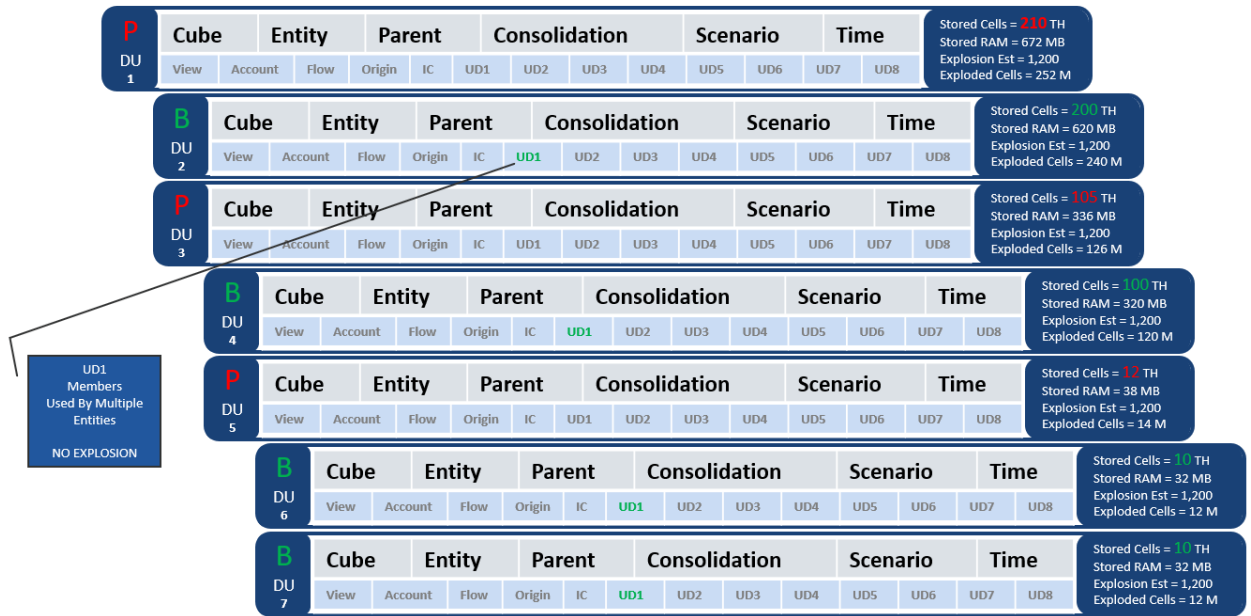 P
DU
1
Cube Entity Parent Consolidation Scenario Time
View Account Flow Origin IC UD1 UD2 UD3 UD4 UD5 UD6 UD7 UD8
Stored Cells = 210 TH
Stored RAM = 672 MB
Explosion Est = 1,200
Exploded Cells = 252 M
B
DU
2
Cube Entity Parent Consolidation Scenario Time
View Account Flow Origin IC UD1 UD2 UD3 UD4 UD5 UD6 UD7 UD8
Stored Cells = 200 TH
Stored RAM = 620 MB
Explosion Est = 1,200
Exploded Cells = 240 M
P
DU
3
Cube Entity Parent Consolidation Scenario Time
View Account Flow Origin IC UD1 UD2 UD3 UD4 UD5 UD6 UD7 UD8
Stored Cells = 105 TH
Stored RAM = 336 MB
Explosion Est = 1,200
Exploded Cells = 126 M
B
DU
4
Cube Entity Parent Consolidation Scenario Time
View Account Flow Origin IC UD1 UD2 UD3 UD4 UD5 UD6 UD7 UD8
Stored Cells = 100 TH
Stored RAM = 320 MB
Explosion Est = 1,200
Exploded Cells = 120 M
UD1
Members
Used By Multiple
Entities
NO EXPLOSION
P
DU
5
Cube Entity Parent Consolidation Scenario Time
View Account Flow Origin IC UD1 UD2 UD3 UD4 UD5 UD6 UD7 UD8
Stored Cells = 12 TH
Stored RAM = 38 MB
Explosion Est = 1,200
Exploded Cells = 14 M
B
DU
6
Cube Entity Parent Consolidation Scenario Time
View Account Flow Origin IC UD1 UD2 UD3 UD4 UD5 UD6 UD7 UD8
Stored Cells = 10 TH
Stored RAM = 32 MB
Explosion Est = 1,200
Exploded Cells = 12 M
B
DU
7
Cube Entity Parent Consolidation Scenario Time
View Account Flow Origin IC UD1 UD2 UD3 UD4 UD5 UD6 UD7 UD8
Stored Cells = 10 TH
Stored RAM = 32 MB
Explosion Est = 1,200
Exploded Cells = 12 M